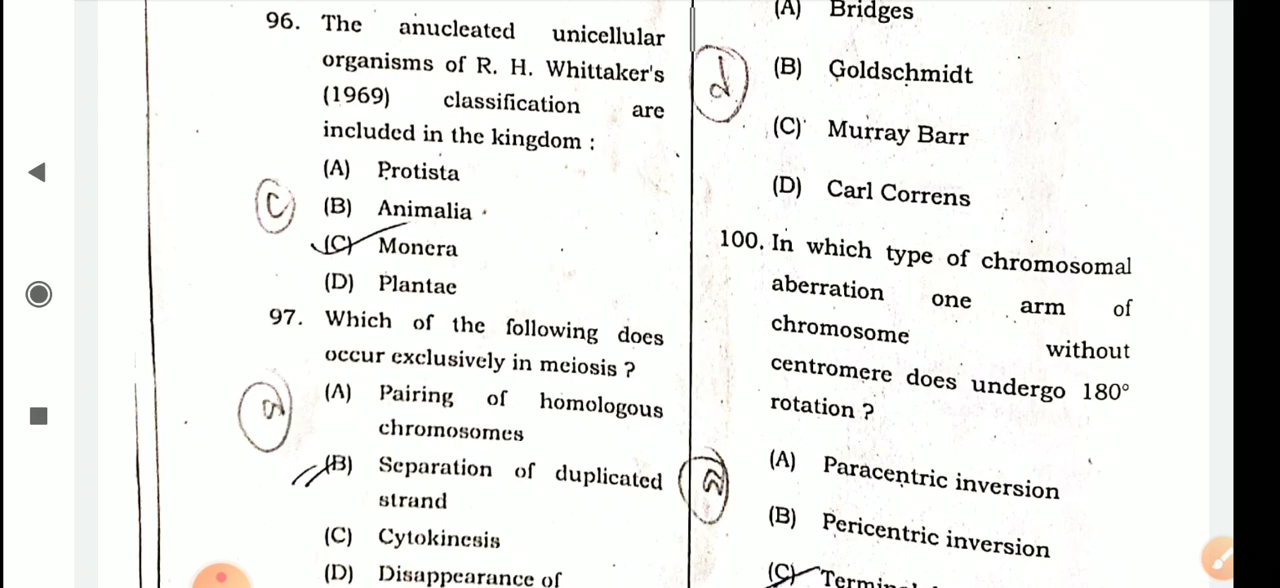 96. The anucleated unicellular
organisms of R. H. Whittaker's
(1969) classification are
included in the kingdom :
(A) Protista
(B) Animalia
(C) Monera
(D) Plantae
C
97. Which of the following does
occur exclusively in meiosis ?
(A) Pairing of homologous
chromosomes
(B) Separation of duplicated
strand
(C) Cytokinesis
(D) Disappearance of
a
(A) Bridges
(B) Goldschmidt
(C) Murray Barr
(D) Carl Correns
d
100. In which type of chromosomal
aberration one arm of
chromosome without
centromere does undergo 180°
rotation ?
(A) Paracentric inversion
(B) Pericentric inversion
(C)
a